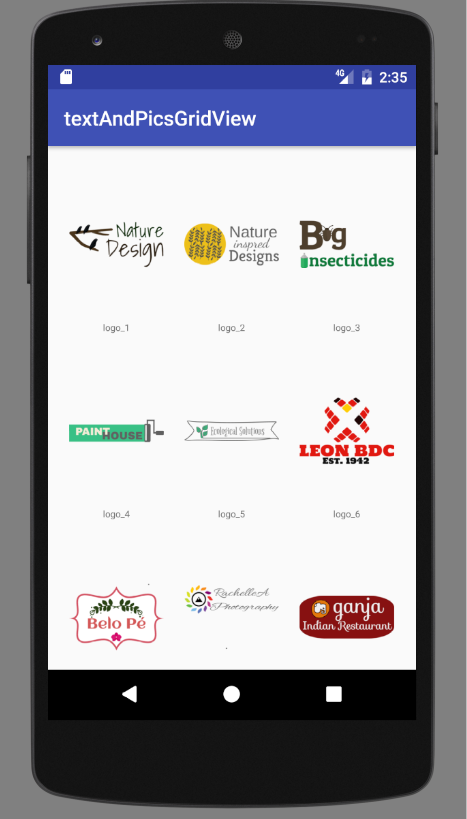 4G 2:35
textAndPicsGridView
Nature
Design
Nature
inspred
Designs
Bog
insecticides
logo_1
logo_2
logo_3
PAINT
HOUSE
Ecological Solutions
LEON BDC
EST. 1942
logo_4
logo_5
logo_6
Belo Pé
RachelleA
Photography
ganja
Indian Restaurant